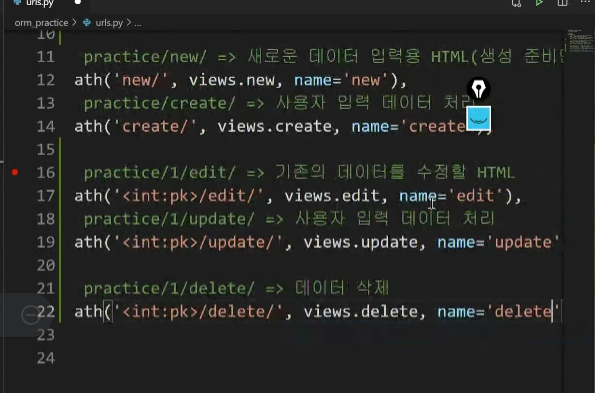 urls.py
orm_practice > urls.py > ...
10
11 practice/new/ => 새로운 데이터 입력용 HTML(생성 준비
12 ath('new/', views.new, name='new'),
13 practice/create/ => 사용자 입력 데이터 처리
14 ath('create/', views.create, name='create'),
15
16 practice/1/edit/ => 기존의 데이터를 수정할 HTML
17 ath('<int:pk>/edit/', views.edit, name='edit'),
18 practice/1/update/ => 사용자 입력 데이터 처리
19 ath('<int:pk>/update/', views.update, name='update'
20
21 practice/1/delete/ => 데이터 삭제
22 ath('<int:pk>/delete/', views.delete, name='delete'
23
24